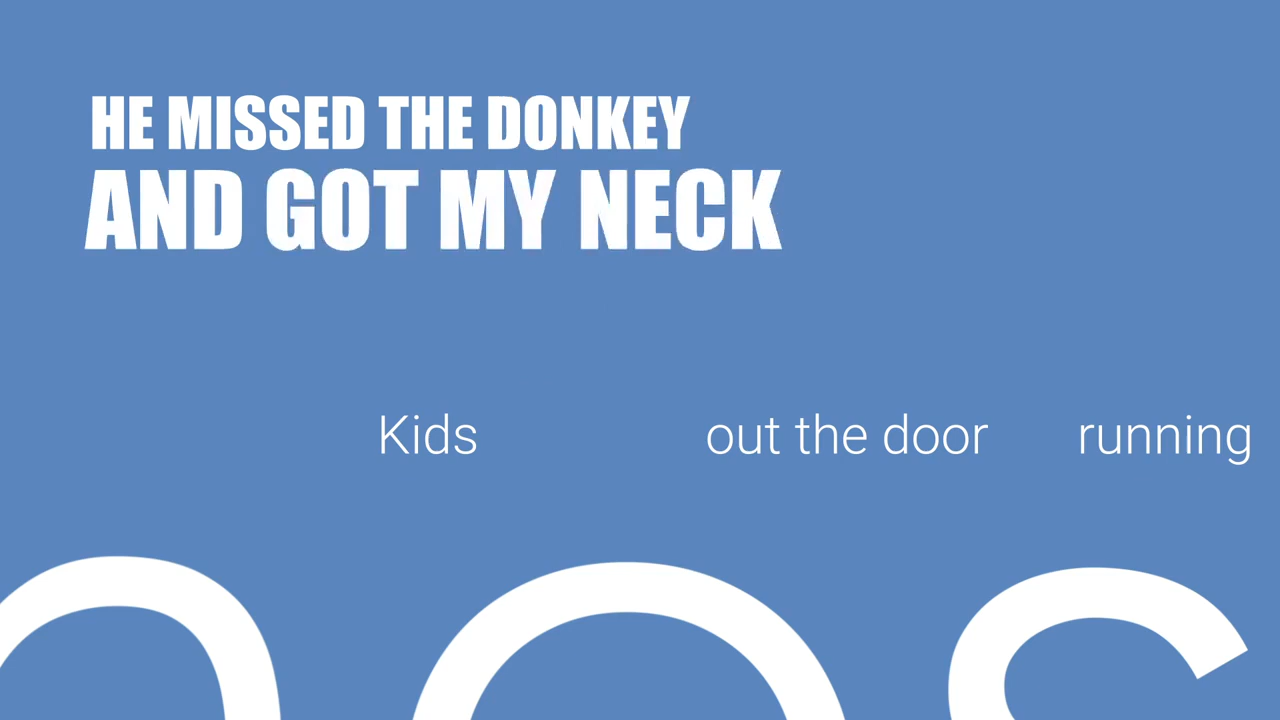 HE MISSED THE DONKEY
AND GOT MY NECK
Kids out the door running